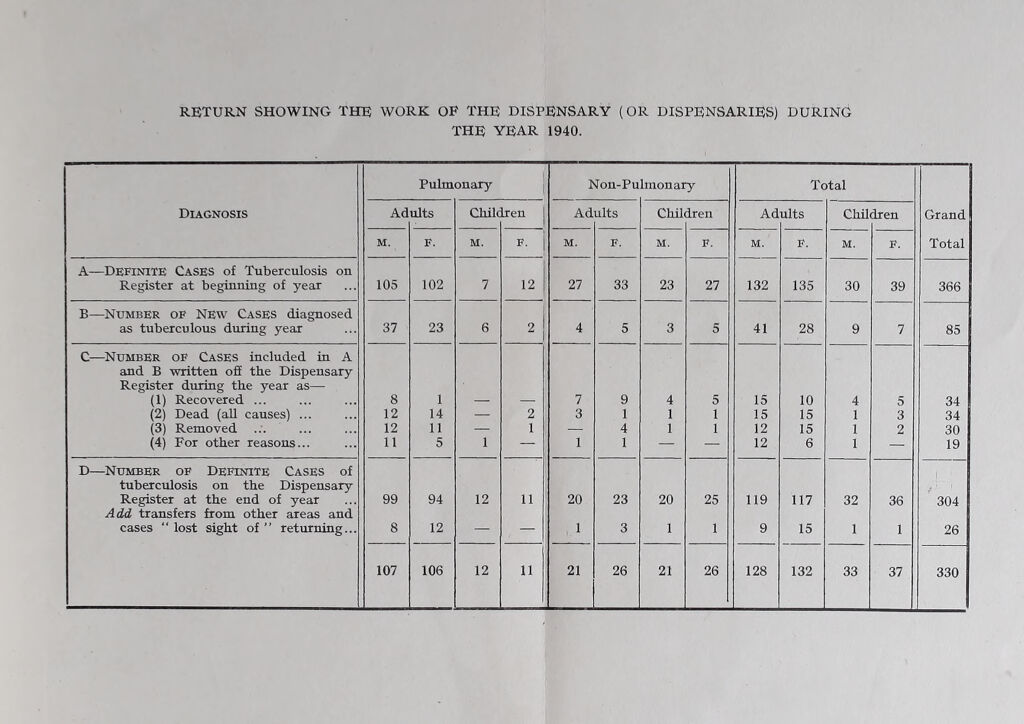 RETURN SHOWING THE WORK OF THE DISPENSARY (OR DISPENSARIES) DURING
THE YEAR 1940.
Pulmonary Non-Pulmonary Total
DIAGNOSIS Adults Children Adults Children Adults Children Grand
M. F. M. F. M. F. M. F. M. F. M. F. Total
A—DEFINITE CASES of Tuberculosis on
Register at beginning of year ... 105 102 7 12 27 33 23 27 132 135 30 39 366
B—NUMBER OF NEW CASES diagnosed
as tuberculous during year ... 37 23 6 2 4 5 3 5 41 28 9 7 85
C—NUMBER OF CASES included in A
and B written off the Dispensary
Register during the year as—
(1) Recovered ... ... ... 8 1 — — 7 9 4 5 15 10 4 5 34
(2) Dead (all causes) ... ... 12 14 — 2 3 1 1 1 15 15 1 3 34
(3) Removed ... ... ... 12 11 — 1 — 4 1 1 12 15 1 2 30
(4) For other reasons... ... 11 5 1 — 1 1 — — 12 6 1 — 19
D—NUMBER OF DEFINITE CASES of
tuberculosis on the Dispensary
Register at the end of year ... 99 94 12 11 20 23 20 25 119 117 32 36 304
Add transfers from other areas and
cases "lost sight of" returning... 8 12 — — 1 3 1 1 9 15 1 1 26
107 106 12 11 21 26 21 26 128 132 33 37 330